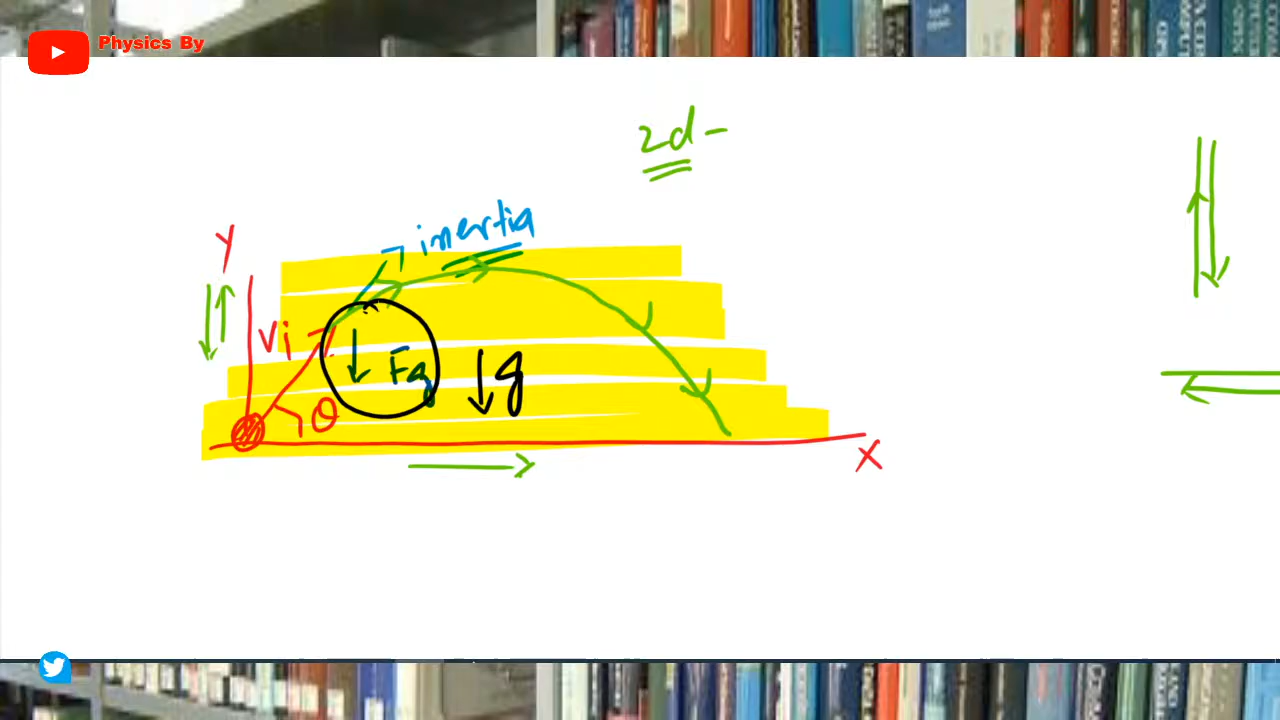 Physics By
2d -
y
inertia
Vi
Fg
g
θ
x